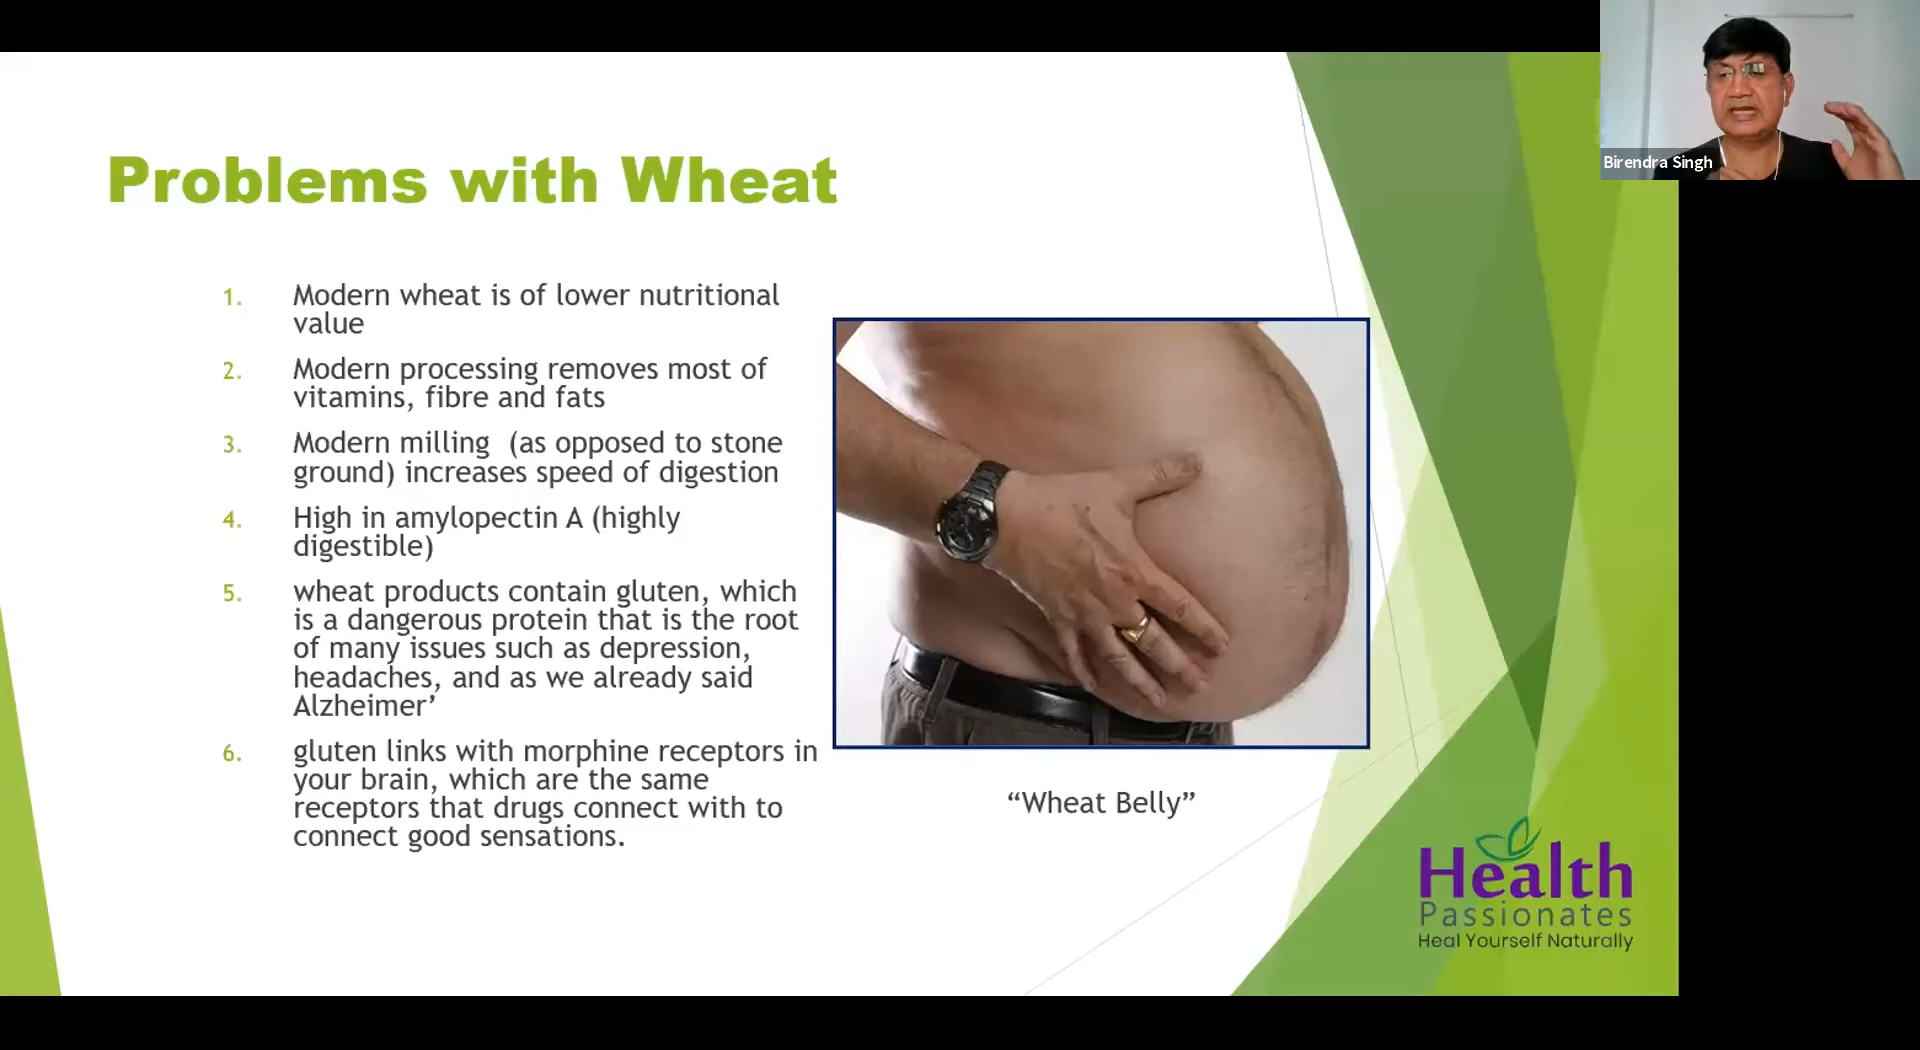 Birendra Singh
Problems with Wheat
1. Modern wheat is of lower nutritional
value
2. Modern processing removes most of
vitamins, fibre and fats
3. Modern milling (as opposed to stone
ground) increases speed of digestion
4. High in amylopectin A (highly
digestible)
5. wheat products contain gluten, which
is a dangerous protein that is the root
of many issues such as depression,
headaches, and as we already said
Alzheimer’
6. gluten links with morphine receptors in
your brain, which are the same
receptors that drugs connect with to
connect good sensations.
“Wheat Belly”
Health
Passionates
Heal Yourself Naturally